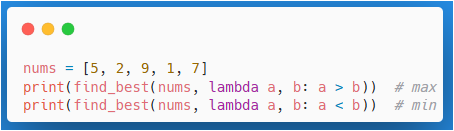 nums = [5, 2, 9, 1, 7]
print(find_best(nums, lambda a, b: a > b))  # max
print(find_best(nums, lambda a, b: a < b))  # min